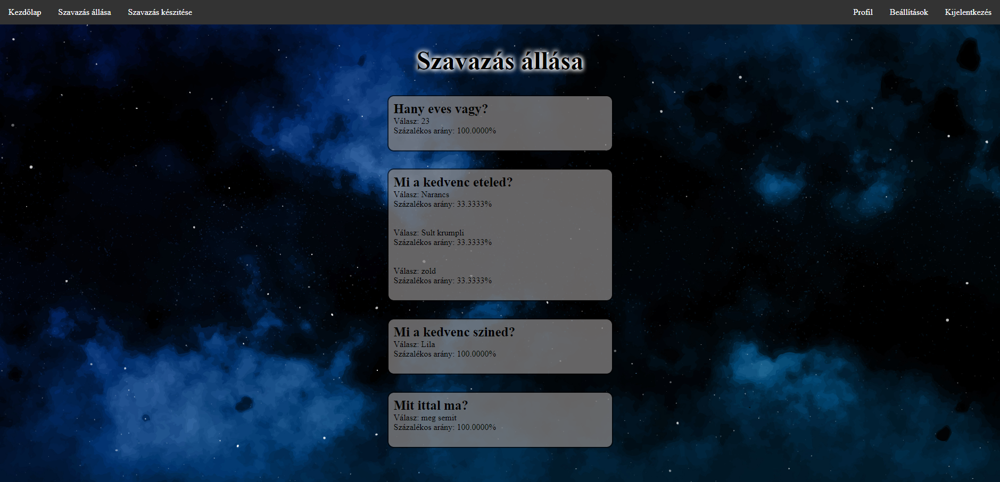 Kezdőlap Szavazás állása Szavazás készitése Profil Beállítások Kijelentkezés
Szavazás állása
Hany eves vagy?
Válasz: 23
Százalékos arány: 100.0000%
Mi a kedvenc eteled?
Válasz: Narancs
Százalékos arány: 33.3333%
Válasz: Sult krumpli
Százalékos arány: 33.3333%
Válasz: zold
Százalékos arány: 33.3333%
Mi a kedvenc szined?
Válasz: Lila
Százalékos arány: 100.0000%
Mit ittal ma?
Válasz: meg semit
Százalékos arány: 100.0000%